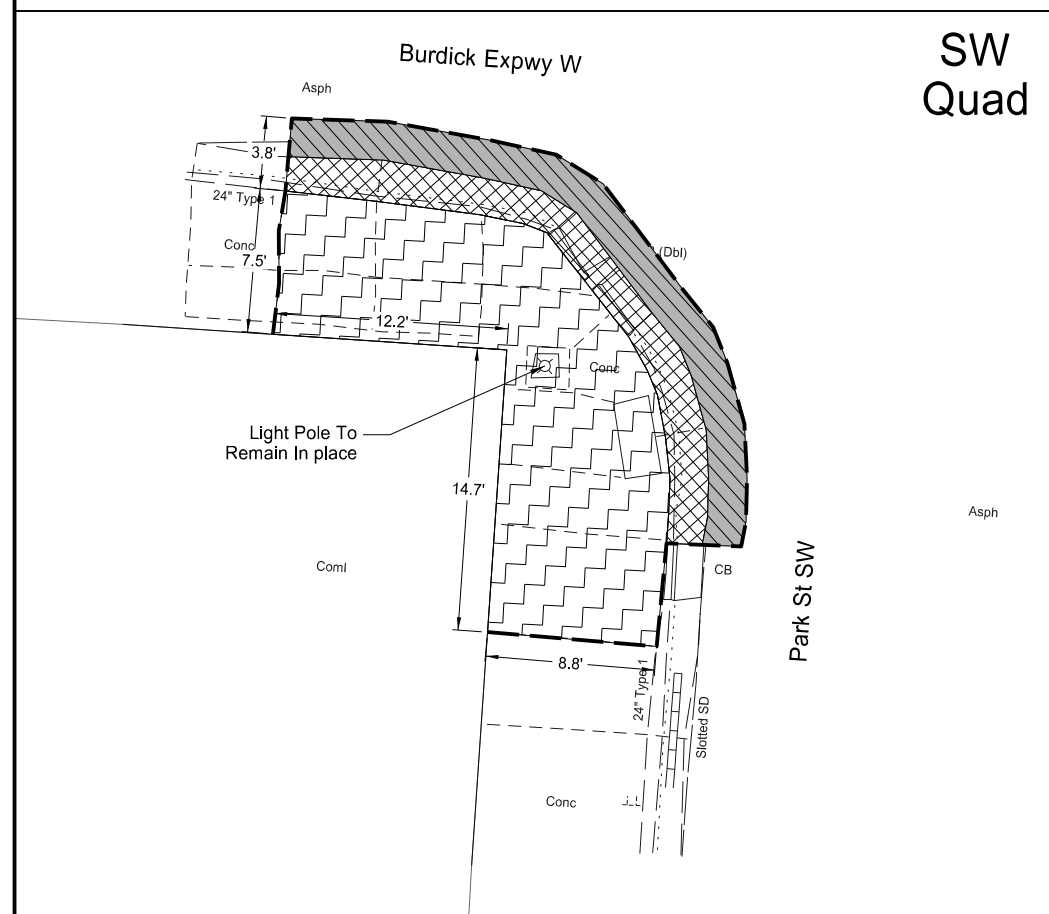 SW
Quad
Burdick Expwy W
Asph
3.8'
24" Type 1
Conc
7.5'
(Dbl)
12.2'
Conc
Light Pole To
Remain In place
14.7'
Asph
Coml
CB
Park St SW
8.8'
24" Type 1
Slotted SD
Conc